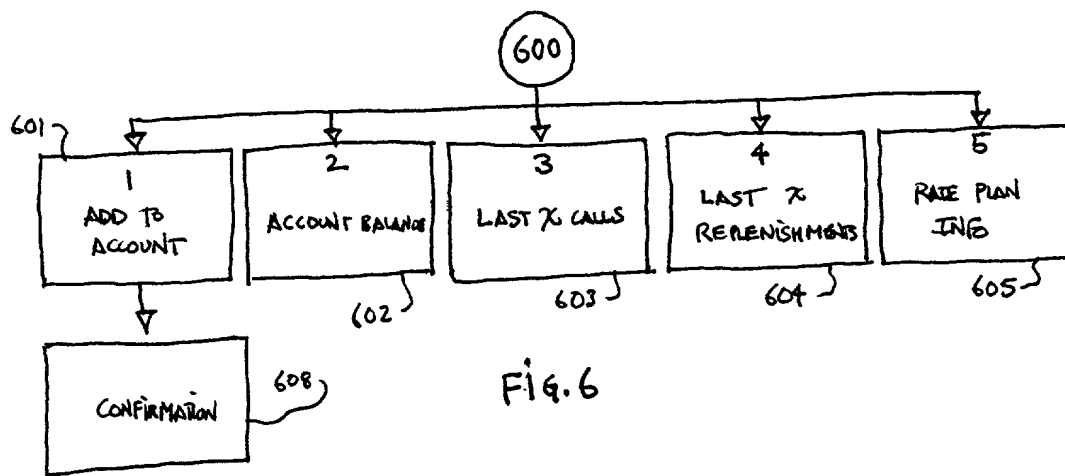 600
601
1
ADD TO
ACCOUNT
2
ACCOUNT BALANCE
602
3
LAST X CALLS
603
4
LAST X
REPLENISHMENTS
604
5
RATE PLAN
INFO
605
CONFIRMATION
608
FIG. 6